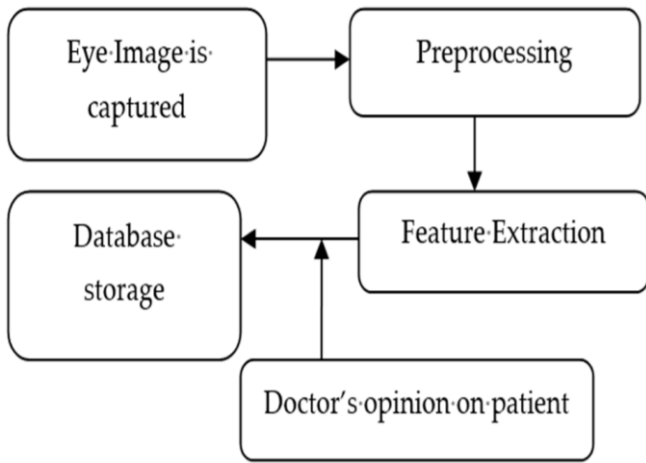 Eye·Image·is·
captured
Preprocessing
Feature·Extraction
Database·
storage
Doctor's·opinion·on·patient